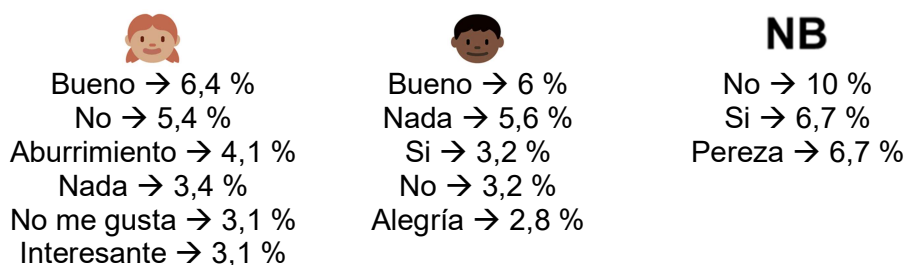 Bueno → 6,4 %
No → 5,4 %
Aburrimiento → 4,1 %
Nada → 3,4 %
No me gusta → 3,1 %
Interesante → 3,1 %
Bueno → 6 %
Nada → 5,6 %
Si → 3,2 %
No → 3,2 %
Alegría → 2,8 %
NB
No → 10 %
Si → 6,7 %
Pereza → 6,7 %